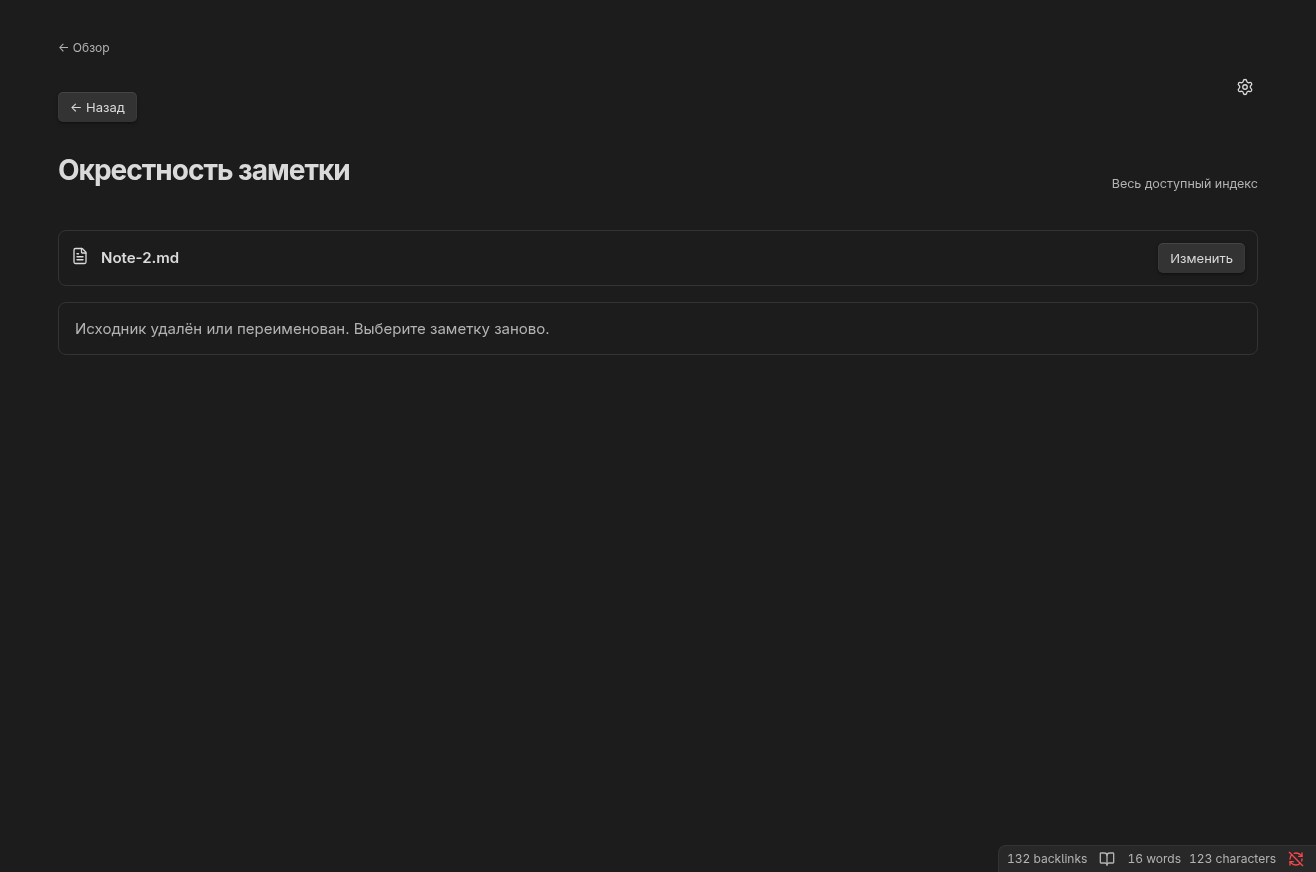 ← Обзор
← Назад
Окрестность заметки
Весь доступный индекс
Note-2.md
Изменить
Исходник удалён или переименован. Выберите заметку заново.
132 backlinks 16 words 123 characters